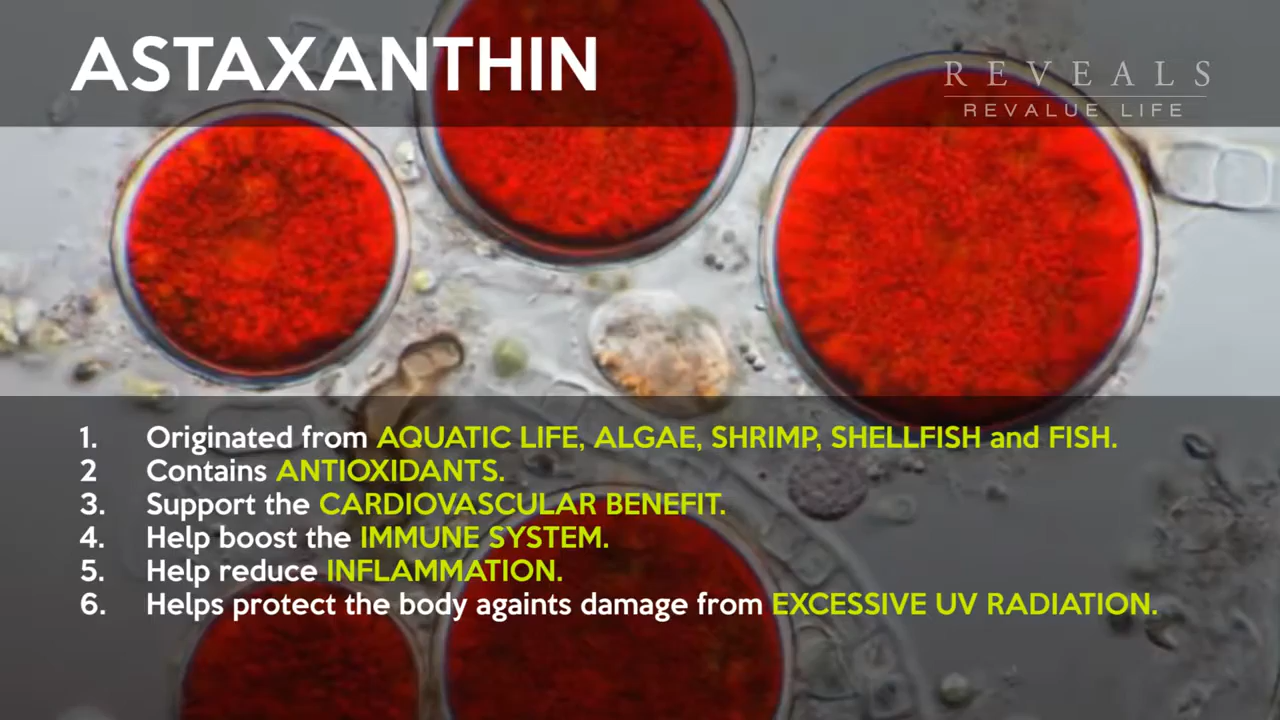 ASTAXANTHIN
REVEALS
REVALUE LIFE
1. Originated from AQUATIC LIFE, ALGAE, SHRIMP, SHELLFISH and FISH.
2 Contains ANTIOXIDANTS.
3. Support the CARDIOVASCULAR BENEFIT.
4. Help boost the IMMUNE SYSTEM.
5. Help reduce INFLAMMATION.
6. Helps protect the body againts damage from EXCESSIVE UV RADIATION.